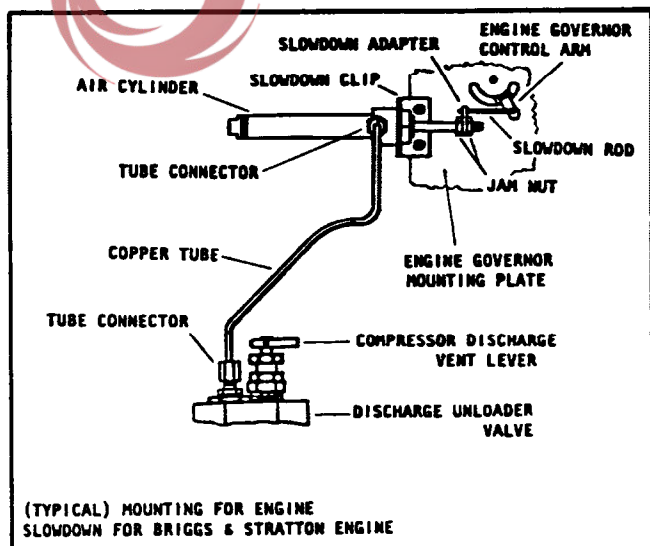 ENGINE GOVERNOR
CONTROL ARM
SLOWDOWN ADAPTER
SLOWDOWN CLIP
AIR CYLINDER
SLOWDOWN ROD
TUBE CONNECTOR
JAM NUT
COPPER TUBE
ENGINE GOVERNOR
MOUNTING PLATE
TUBE CONNECTOR
COMPRESSOR DISCHARGE
VENT LEVER
DISCHARGE UNLOADER
VALVE
(TYPICAL) MOUNTING FOR ENGINE
SLOWDOWN FOR BRIGGS & STRATTON ENGINE